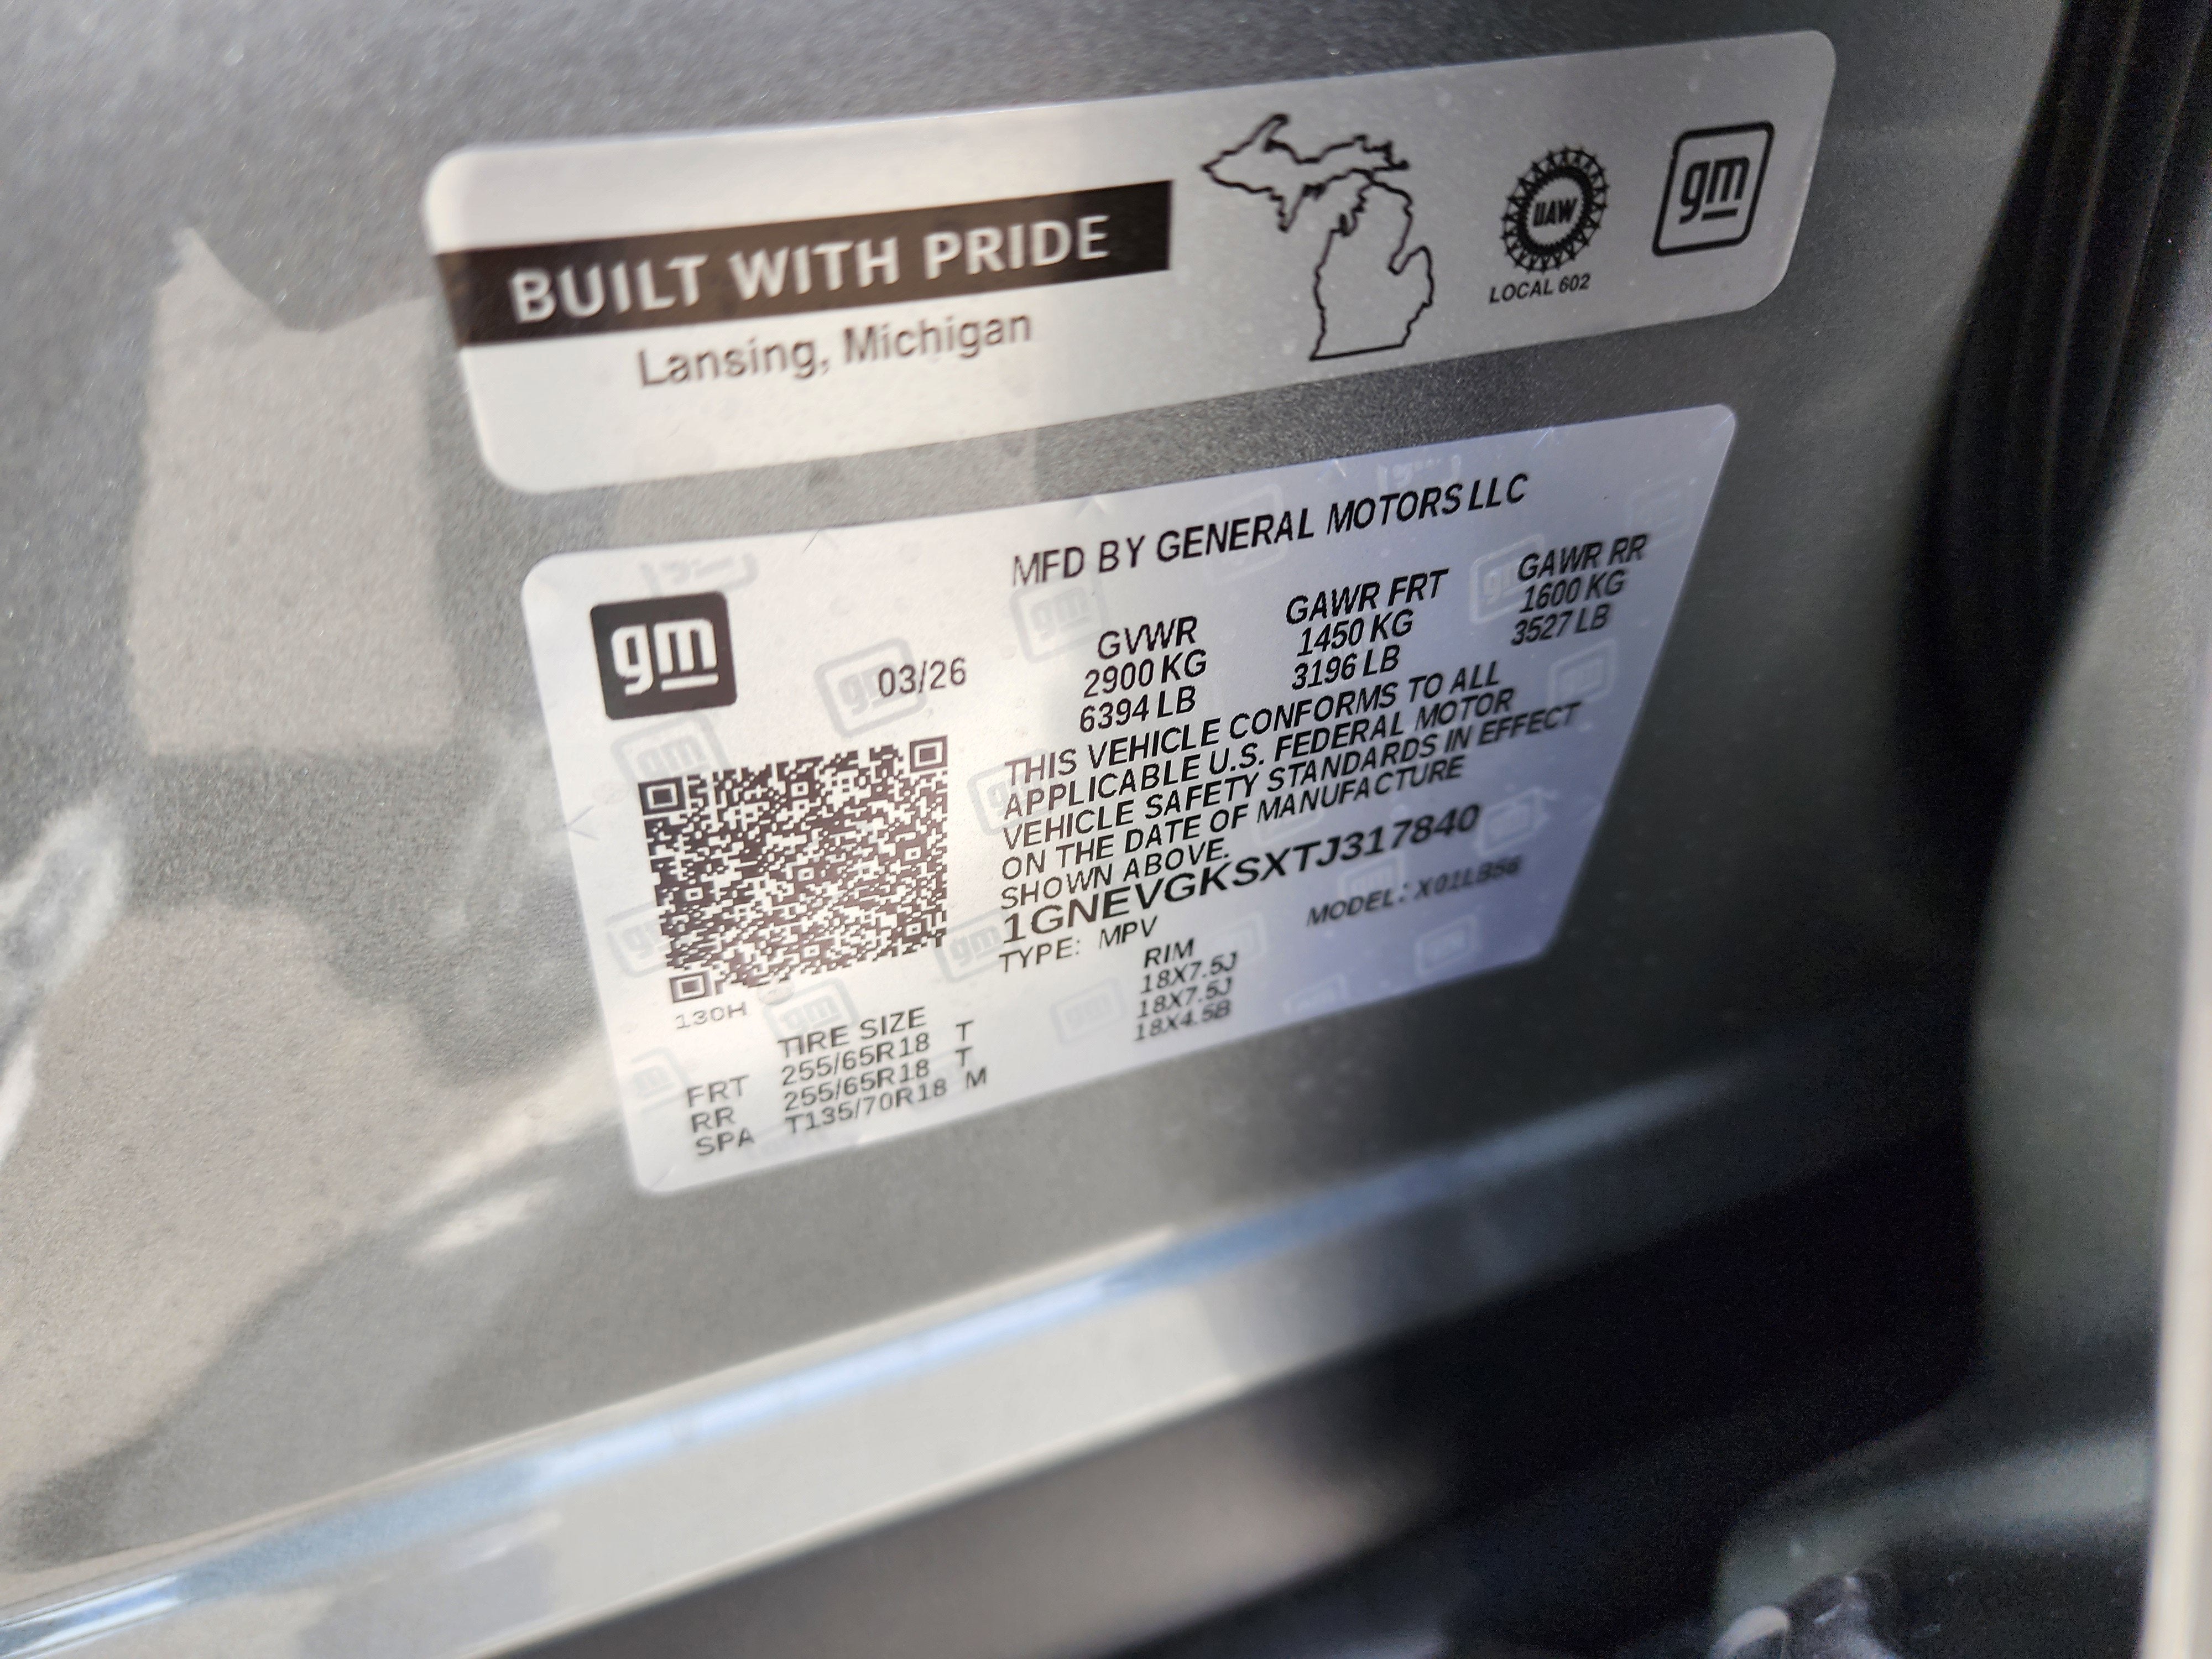 BUILT WITH PRIDE
Lansing, Michigan
UAW
LOCAL 602
gm
MFD BY GENERAL MOTORS LLC
gm
03/26
GVWR GAWR FRT GAWR RR
2900 KG 1450 KG 1600 KG
6394 LB 3196 LB 3527 LB
THIS VEHICLE CONFORMS TO ALL
APPLICABLE U.S. FEDERAL MOTOR
VEHICLE SAFETY STANDARDS IN EFFECT
ON THE DATE OF MANUFACTURE
SHOWN ABOVE.
1GNEVGKSXTJ317840
TYPE: MPV MODEL: X01LB56
130H
TIRE SIZE RIM
FRT 255/65R18 T 18X7.5J
RR 255/65R18 T 18X7.5J
SPA T135/70R18 M 18X4.5B